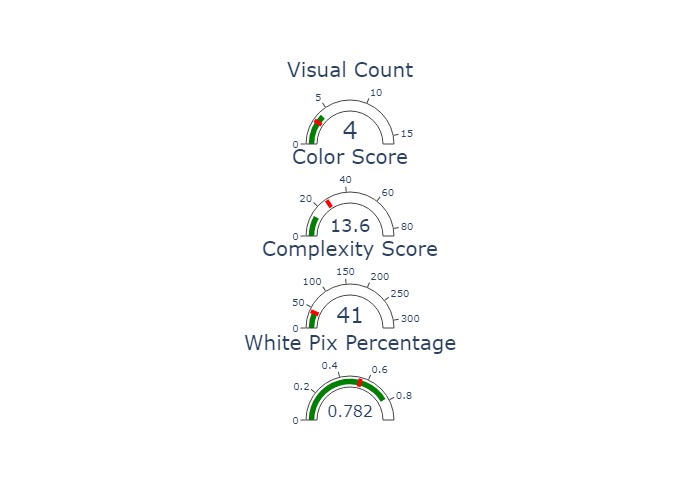 Visual Count
0 5 10 15
4
Color Score
0 20 40 60 80
13.6
Complexity Score
0 50 100 150 200 250 300
41
White Pix Percentage
0 0.2 0.4 0.6 0.8
0.782